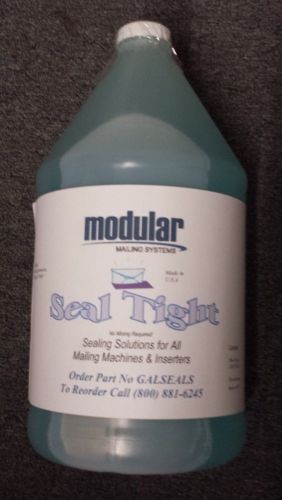 modular
MAILING SYSTEMS
Made in
U.S.A
Seal Tight
No Mixing Required!
Sealing Solutions for All
Mailing Machines & Inserters
Order Part No GALSEALS
To Reorder Call (800) 881-6245